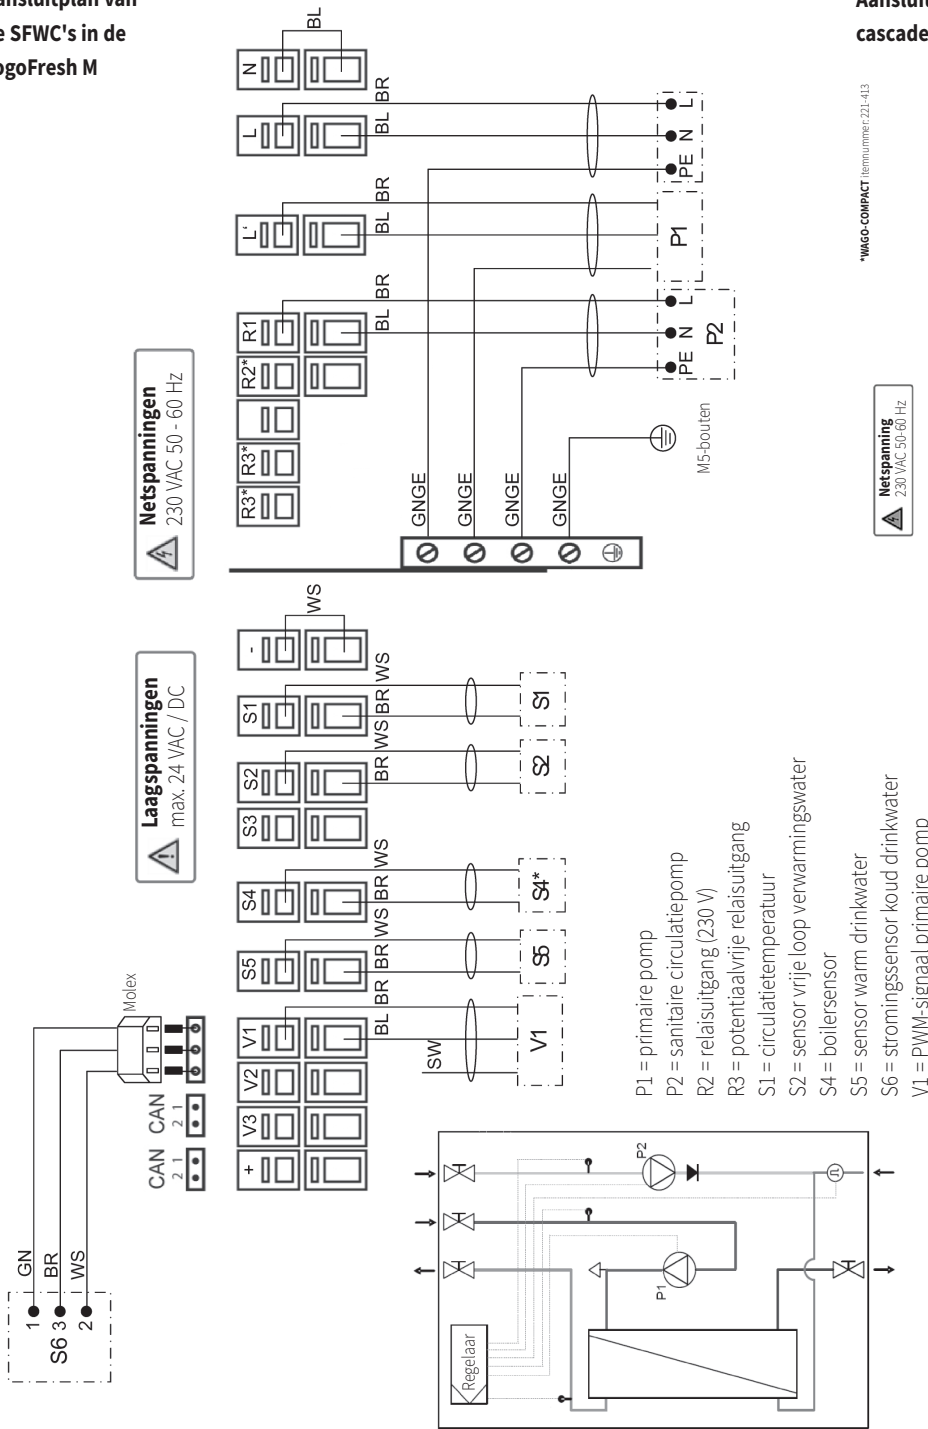 e SFWC's in de
ogoFresh M
cascade
*WAGO-COMPACT itemnummer: 221-413
Netspanningen
230 VAC 50 - 60 Hz
Laagspanningen
max. 24 VAC / DC
Netspanning
230 VAC 50-60 Hz
N
BL
L
BR
BL
L
N
PE
L'
BR
BL
P1
R1
BR
BL
L
N
PE
P2
R2*
R3*
R3*
GNGE
GNGE
GNGE
GNGE
M5-bouten
-
WS
S1
BR WS
S1
S2
BR WS
S2
S3
S4
BR WS
S4*
S5
BR WS
S5
V1
BL
BR
SW
V1
V2
V3
+
Molex
CAN
2 1
CAN
2 1
GN
BR
WS
1
3
2
S6
P1 = primaire pomp
P2 = sanitaire circulatiepomp
R2 = relaisuitgang (230 V)
R3 = potentiaalvrije relaisuitgang
S1 = circulatietemperatuur
S2 = sensor vrije loop verwarmingswater
S4 = boilersensor
S5 = sensor warm drinkwater
S6 = stromingssensor koud drinkwater
V1 = PWM-signaal primaire pomp
Regelaar
P1
P2